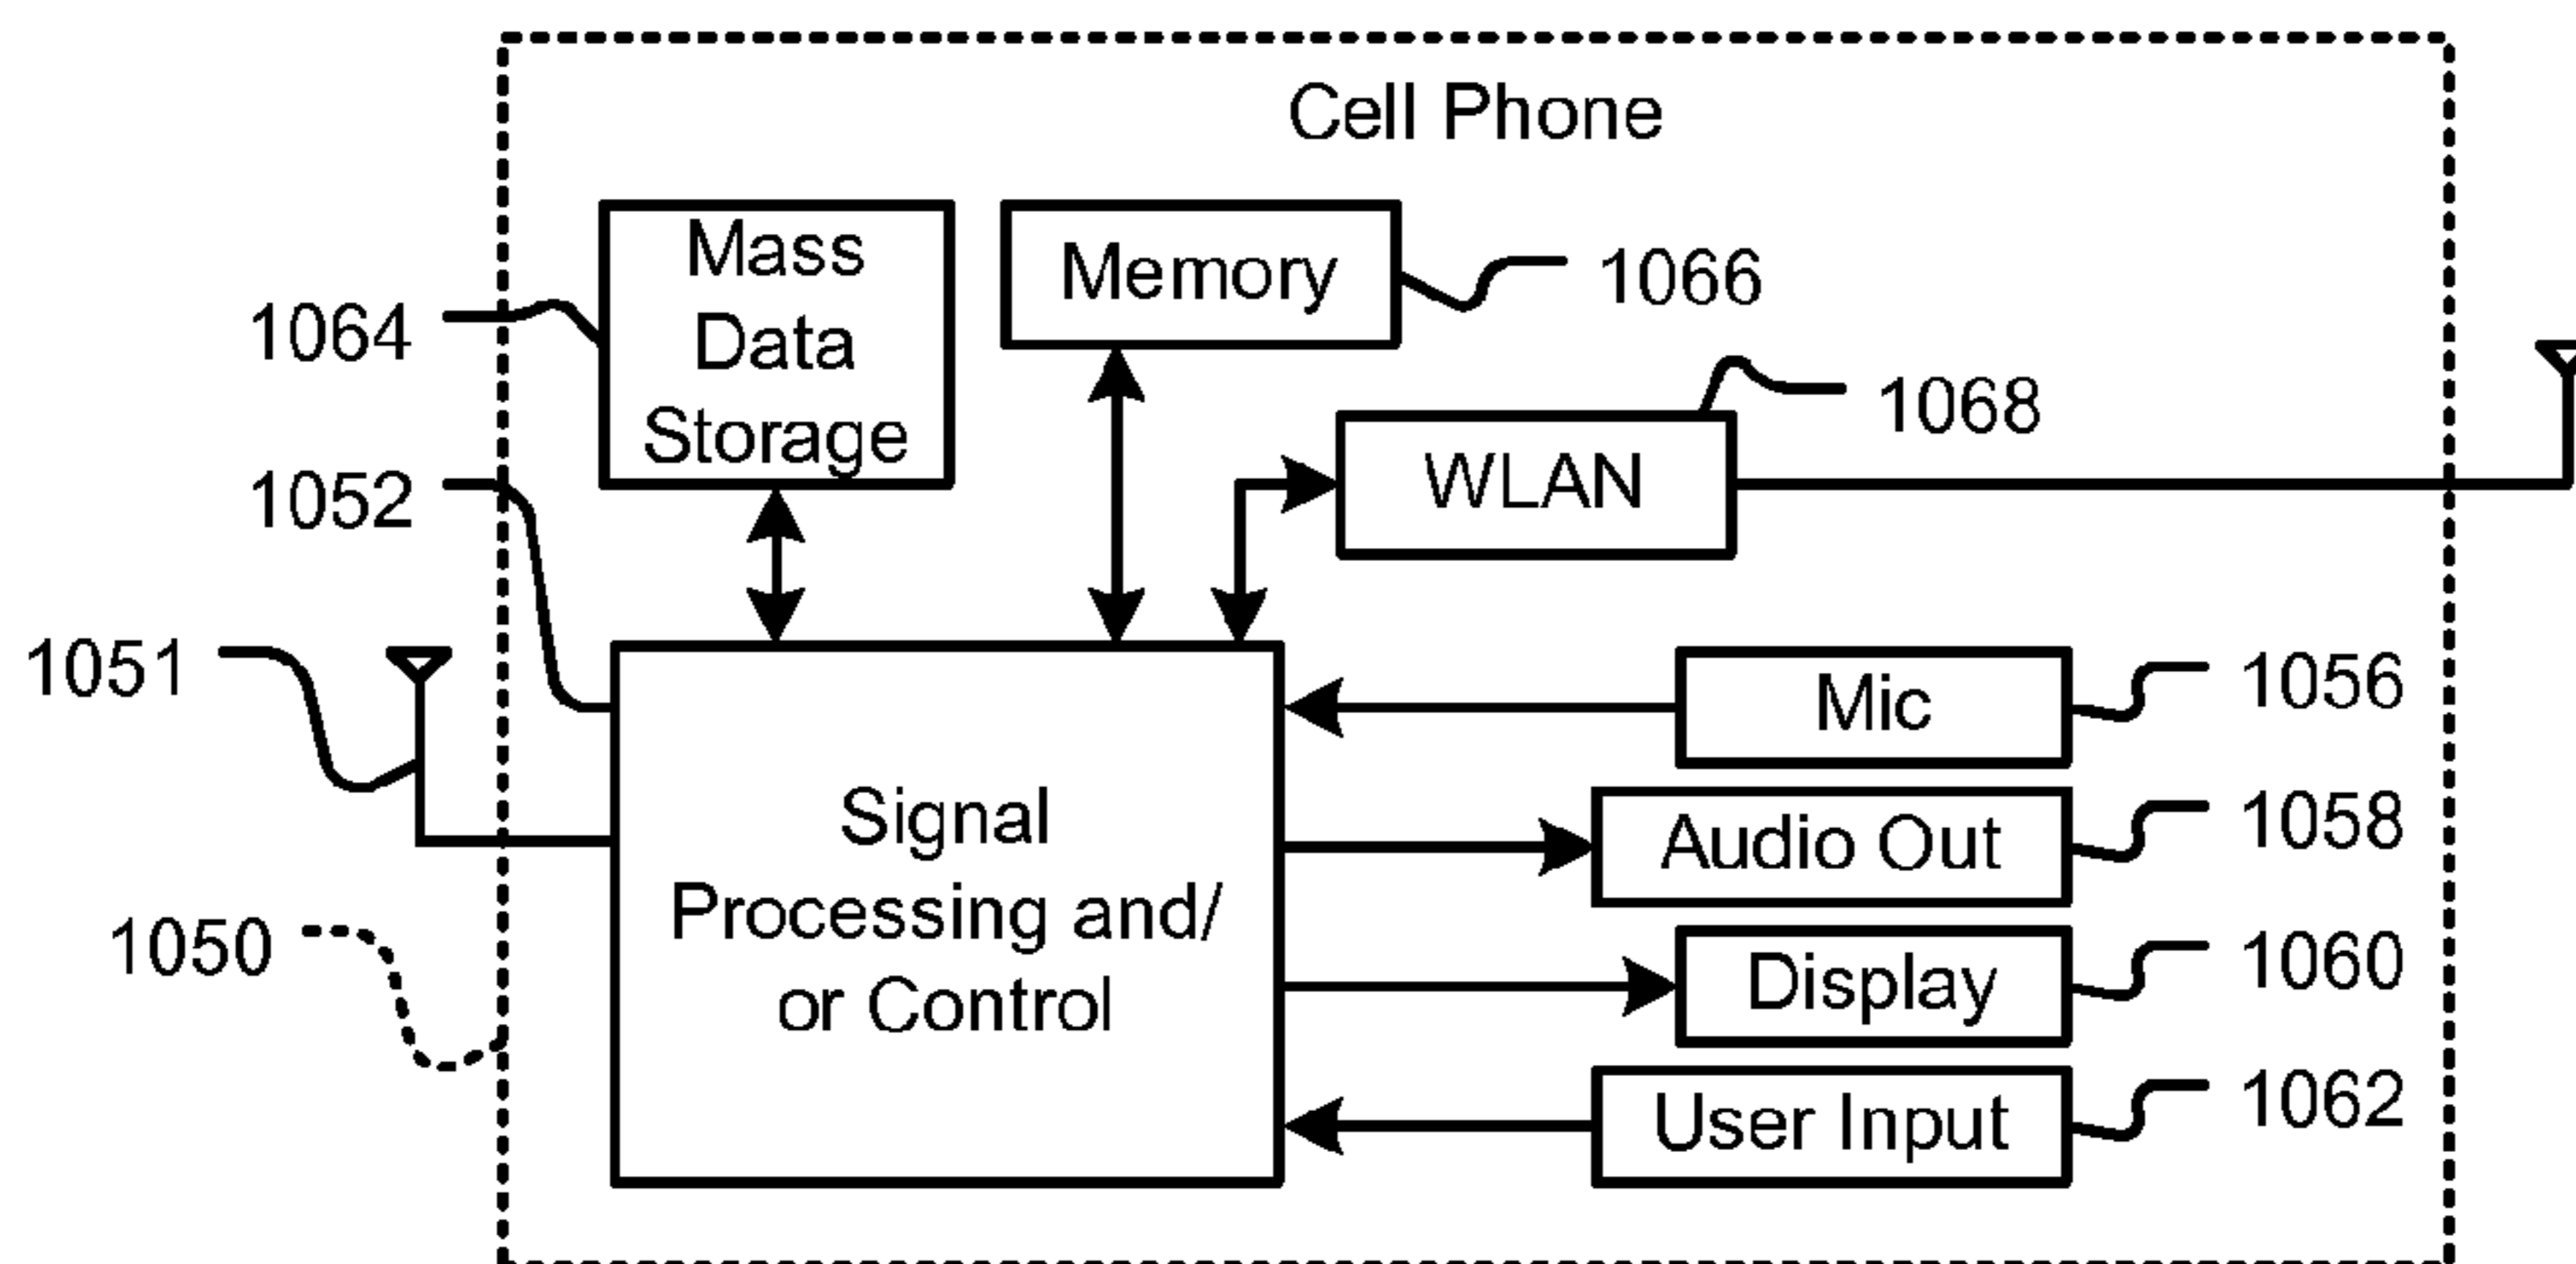 Cell Phone
Mass
Data
Storage
Memory
1066
1064
1068
WLAN
1052
1051
Mic
1056
Signal
Processing and/
or Control
Audio Out
1058
1050
Display
1060
User Input
1062